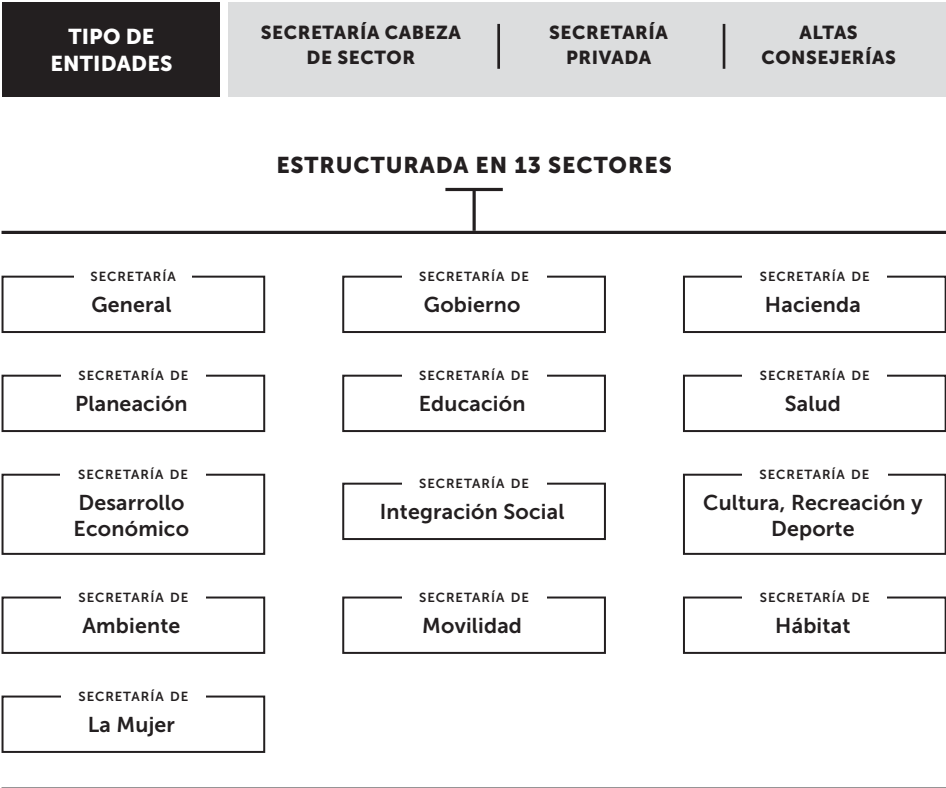 TIPO DE
ENTIDADES
SECRETARÍA CABEZA
DE SECTOR
SECRETARÍA
PRIVADA
ALTAS
CONSEJERÍAS
ESTRUCTURADA EN 13 SECTORES
SECRETARÍA
General
SECRETARÍA DE
Gobierno
SECRETARÍA DE
Hacienda
SECRETARÍA DE
Planeación
SECRETARÍA DE
Educación
SECRETARÍA DE
Salud
SECRETARÍA DE
Desarrollo
Económico
SECRETARÍA DE
Integración Social
SECRETARÍA DE
Cultura, Recreación y
Deporte
SECRETARÍA DE
Ambiente
SECRETARÍA DE
Movilidad
SECRETARÍA DE
Hábitat
SECRETARÍA DE
La Mujer